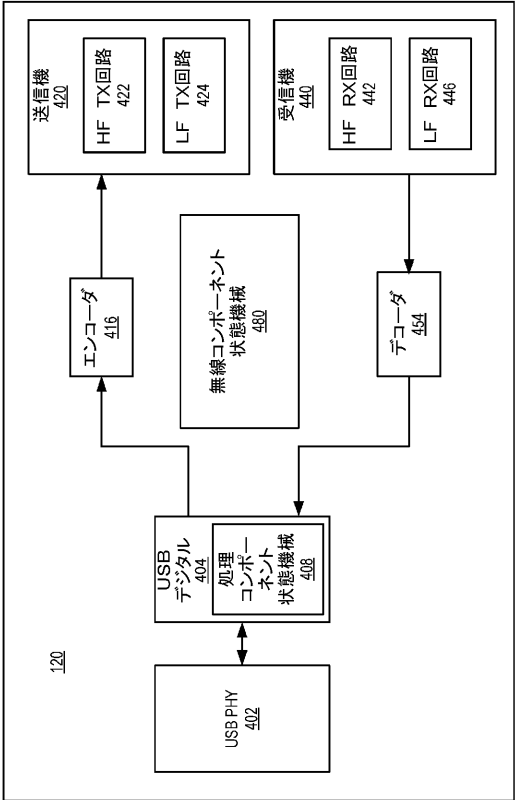 120
USB PHY
402
USB
デジタル
404
処理
コンポー
ネント
状態機械
408
エンコーダ
416
無線コンポーネント
状態機械
480
デコーダ
454
送信機
420
HF TX回路
422
LF TX回路
424
受信機
440
HF RX回路
442
LF RX回路
446